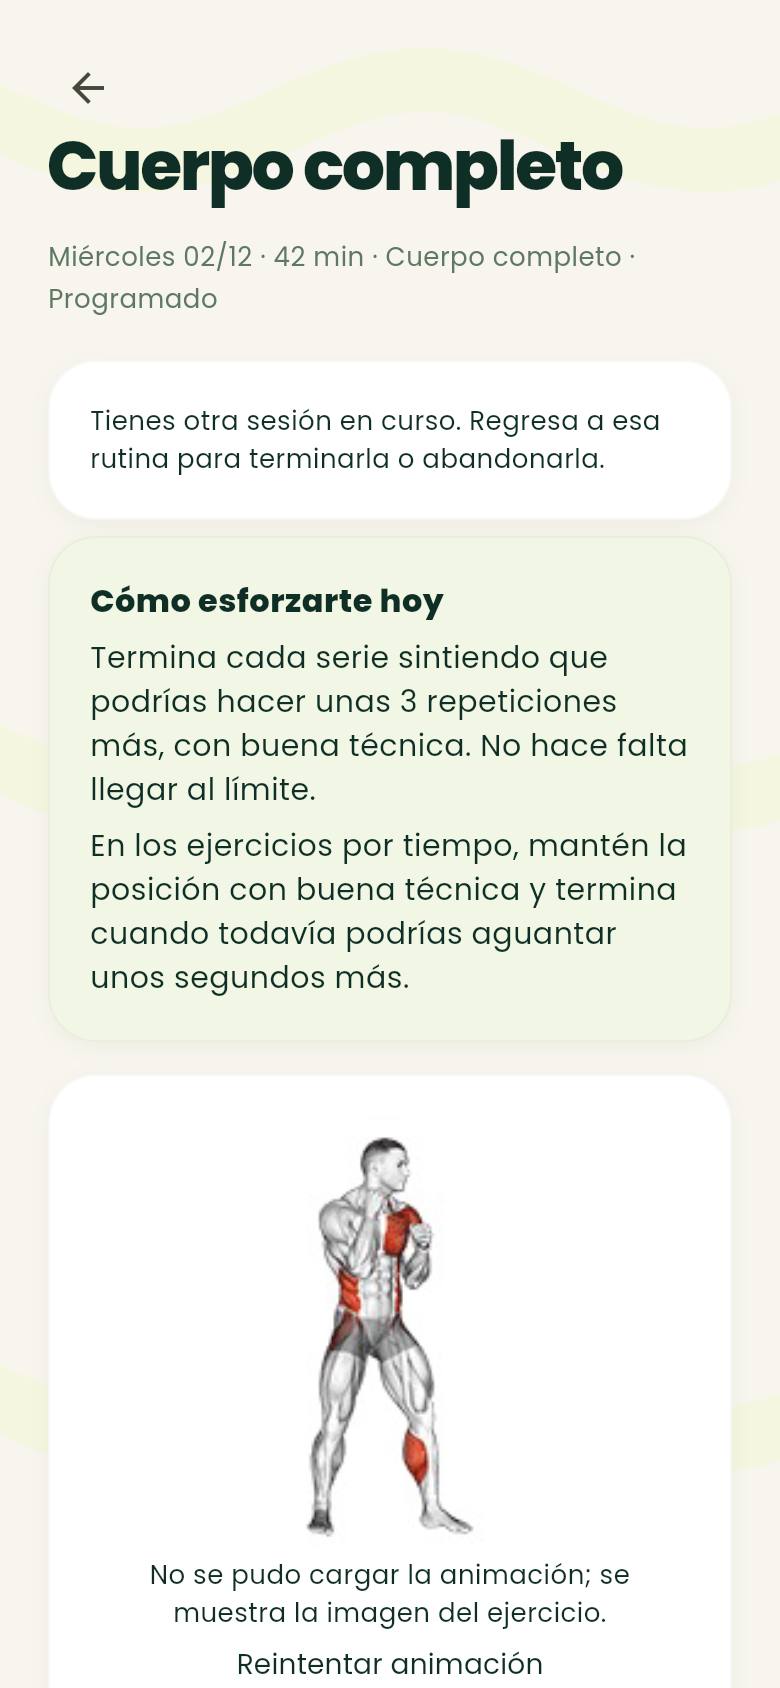 Cuerpo completo
Miércoles 02/12 · 42 min · Cuerpo completo ·
Programado
Tienes otra sesión en curso. Regresa a esa
rutina para terminarla o abandonarla.
Cómo esforzarte hoy
Termina cada serie sintiendo que
podrías hacer unas 3 repeticiones
más, con buena técnica. No hace falta
llegar al límite.
En los ejercicios por tiempo, mantén la
posición con buena técnica y termina
cuando todavía podrías aguantar
unos segundos más.
No se pudo cargar la animación; se
muestra la imagen del ejercicio.
Reintentar animación